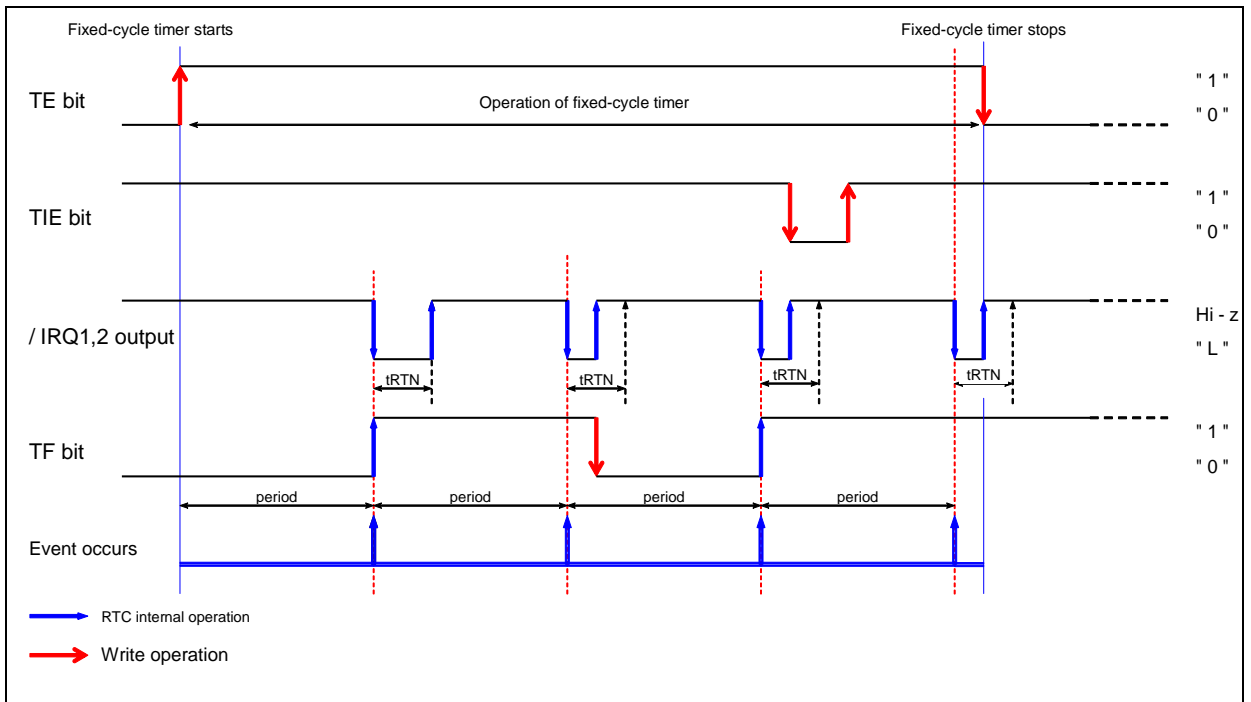 Fixed-cycle timer starts
Fixed-cycle timer stops
TE bit
Operation of fixed-cycle timer
" 1 "
" 0 "
TIE bit
" 1 "
" 0 "
/ IRQ1,2 output
Hi - z
" L "
tRTN
tRTN
tRTN
tRTN
TF bit
" 1 "
" 0 "
period
period
period
period
Event occurs
RTC internal operation
Write operation